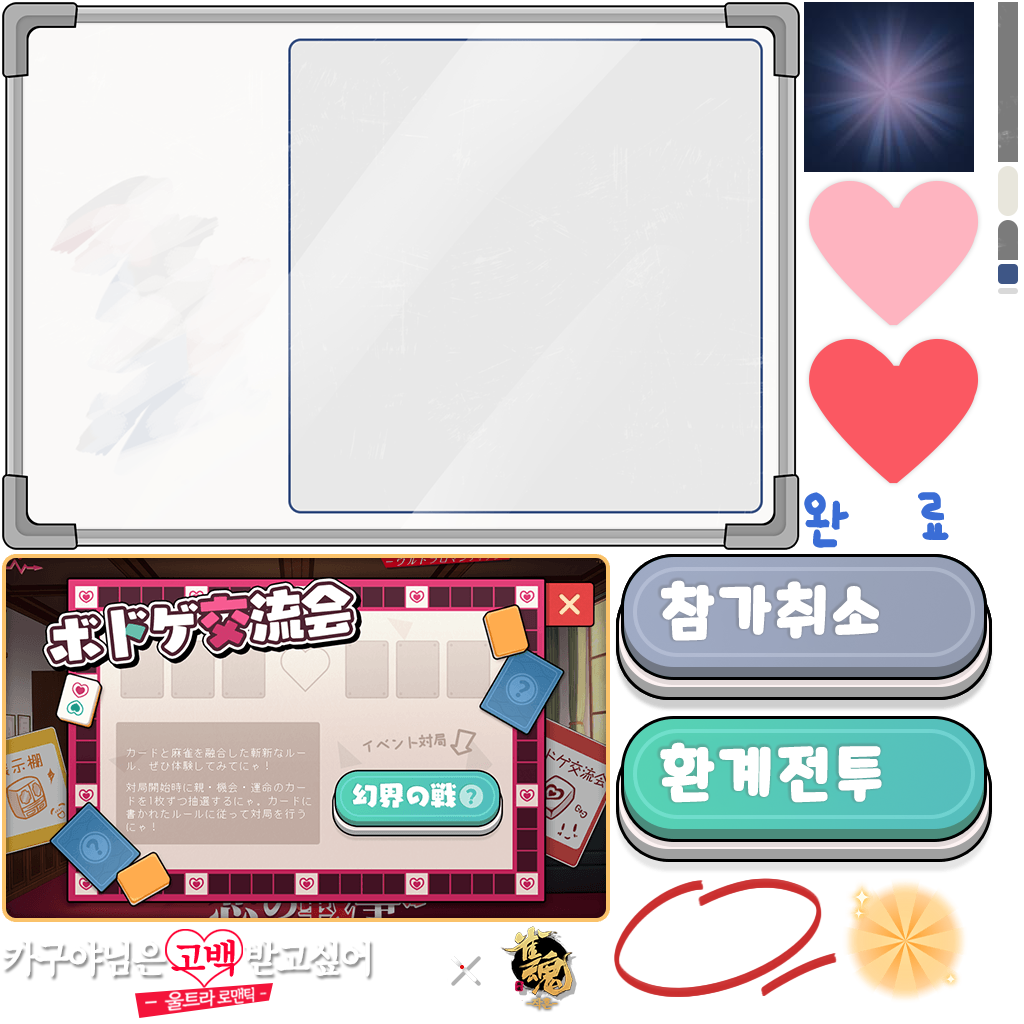 완 료
ボドゲ交流会
カードと麻雀を融合した斬新なルー
ル、ぜひ体験してみてにゃ！
対局開始時に親・機会・運命のカー
ドを1枚ずつ抽選するにゃ。カードに
書かれたルールに従って対局を行う
にゃ！
イベント対局
幻界の戦?
?
?
示棚
ドゲ交流会
참가취소
환계전투
카구야님은 고백 받고싶어
- 울트라 로맨틱 -
雀魂